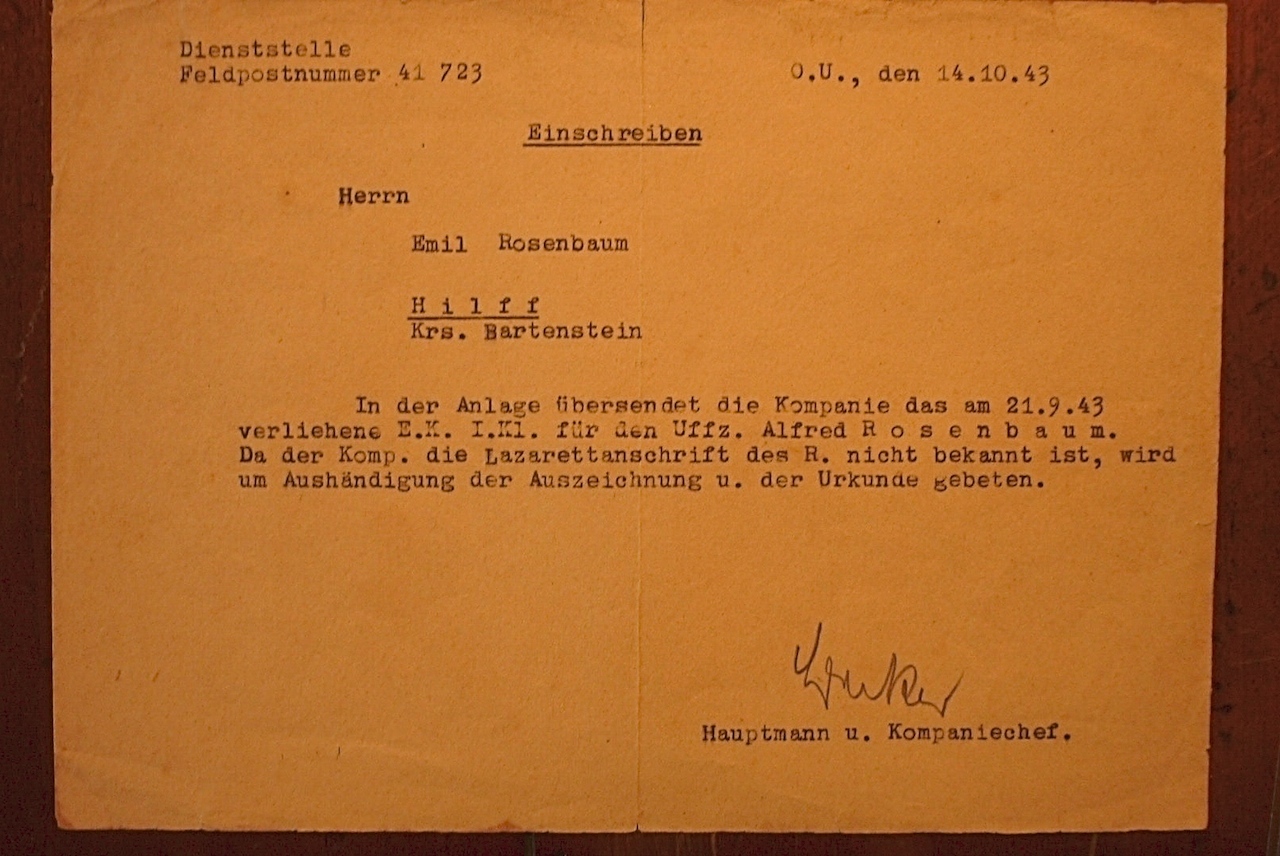 Dienststelle
Feldpostnummer 41 723
O.U., den 14.10.43
Einschreiben
Herrn
Emil Rosenbaum
H i l f f
Krs. Bartenstein
In der Anlage übersendet die Kompanie das am 21.9.43
verliehene E.K. I.Kl. für den Uffz. Alfred R o s e n b a u m.
Da der Komp. die Lazarettanschrift des R. nicht bekannt ist, wird
um Aushändigung der Auszeichnung u. der Urkunde gebeten.
Hauptmann u. Kompaniechef.